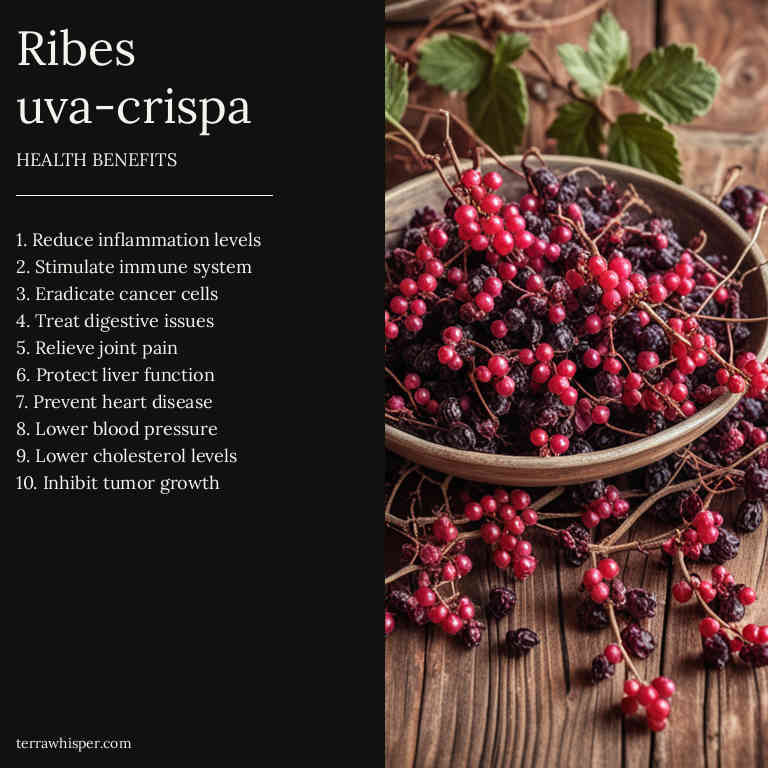 Ribes
uva-crispa
HEALTH BENEFITS
1. Reduce inflammation levels
2. Stimulate immune system
3. Eradicate cancer cells
4. Treat digestive issues
5. Relieve joint pain
6. Protect liver function
7. Prevent heart disease
8. Lower blood pressure
9. Lower cholesterol levels
10. Inhibit tumor growth
terrawhisper.com